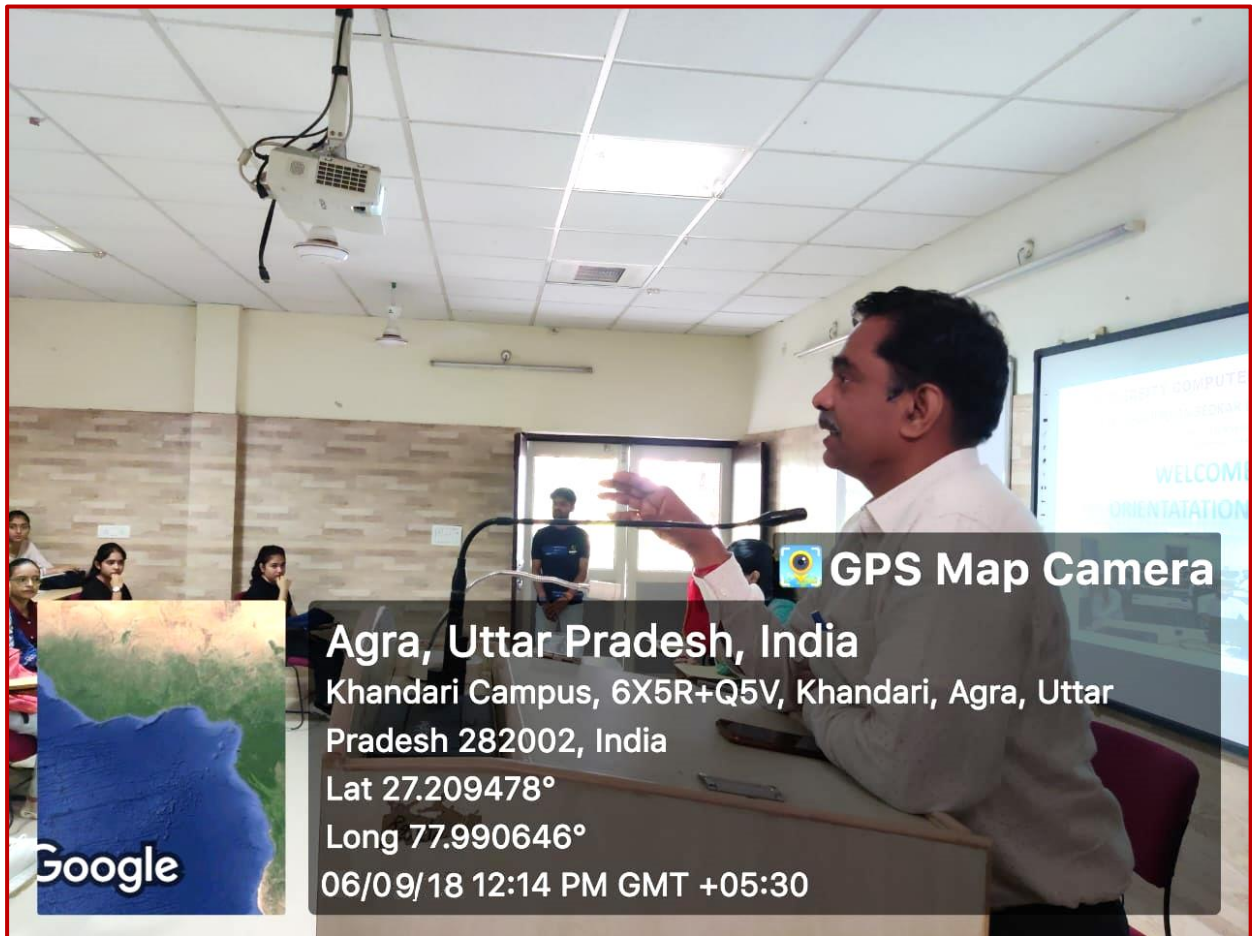 COMPUTE
WELCOME
ORIENTATATION
GPS Map Camera
Agra, Uttar Pradesh, India
Khandari Campus, 6X5R+Q5V, Khandari, Agra, Uttar
Pradesh 282002, India
Lat 27.209478°
Long 77.990646°
06/09/18 12:14 PM GMT +05:30
Google